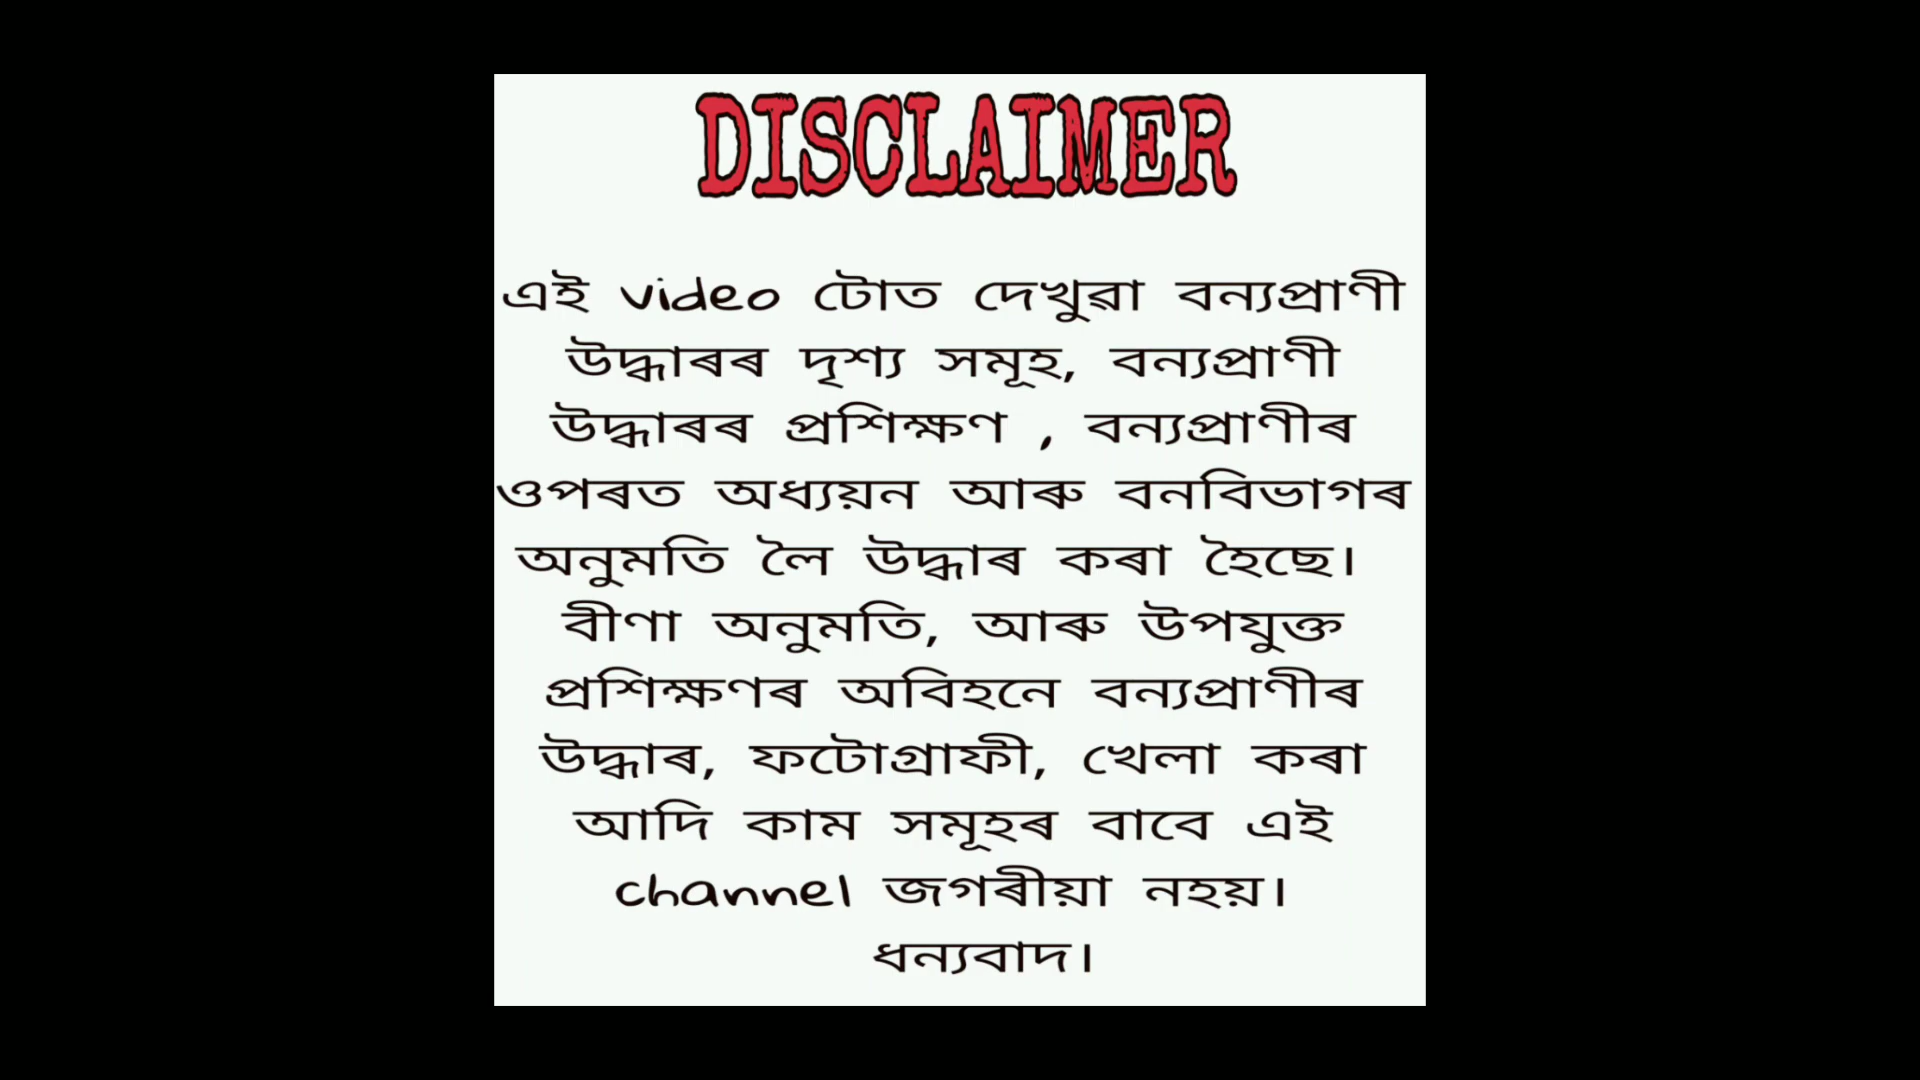 DISCLAIMER
এই video টোত দেখুৱা বন্যপ্ৰাণী
উদ্ধাৰৰ দৃশ্য সমূহ, বন্যপ্ৰাণী
উদ্ধাৰৰ প্ৰশিক্ষণ , বন্যপ্ৰাণীৰ
ওপৰত অধ্যয়ন আৰু বনবিভাগৰ
অনুমতি লৈ উদ্ধাৰ কৰা হৈছে।
বীণা অনুমতি, আৰু উপযুক্ত
প্ৰশিক্ষণৰ অবিহনে বন্যপ্ৰাণীৰ
উদ্ধাৰ, ফটোগ্ৰাফী, খেলা কৰা
আদি কাম সমূহৰ বাবে এই
channel জগৰীয়া নহয়।
ধন্যবাদ।